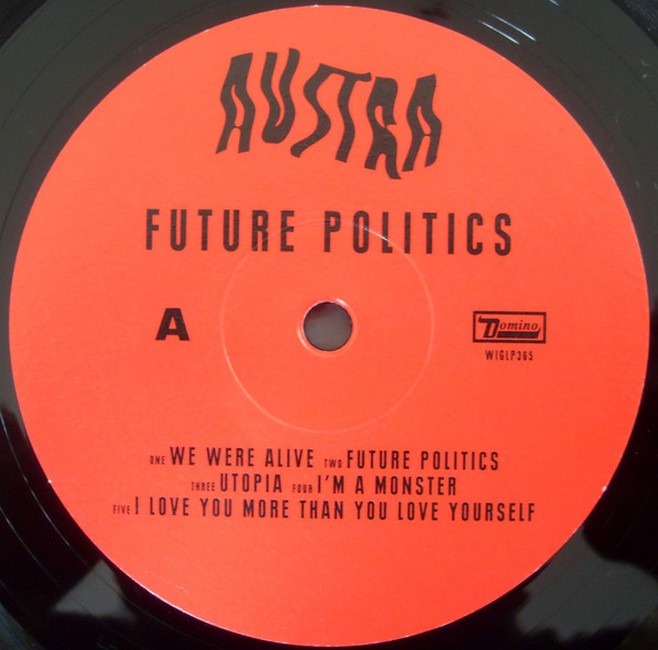 AUSTRA
FUTURE POLITICS
A
Domino
WIGLP365
ONE WE WERE ALIVE TWO FUTURE POLITICS
THREE UTOPIA FOUR I'M A MONSTER
FIVE I LOVE YOU MORE THAN YOU LOVE YOURSELF